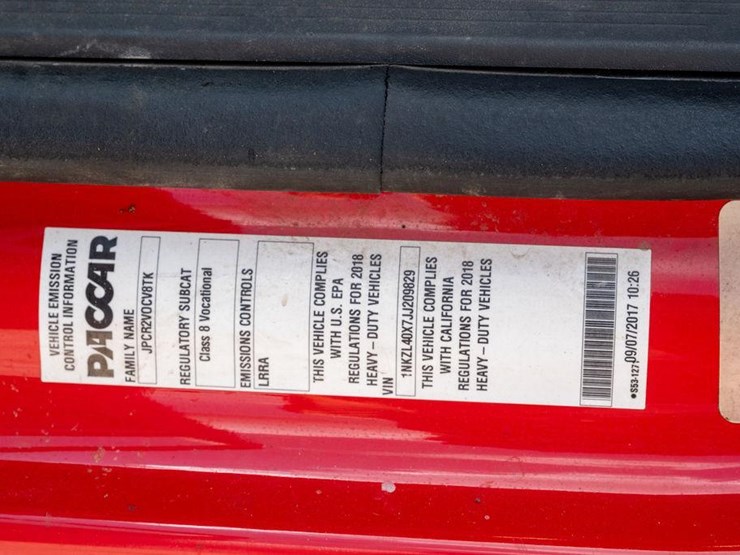 VEHICLE EMISSION
CONTROL INFORMATION
PACCAR
FAMILY NAME
JPCR2VOCV8TK
REGULATORY SUBCAT
Class 8 Vocational
EMISSIONS CONTROLS
LRRA
THIS VEHICLE COMPLIES
WITH U.S. EPA
REGULATIONS FOR 2018
HEAVY – DUTY VEHICLES
VIN
1NKZL40X7JJ209829
THIS VEHICLE COMPLIES
WITH CALIFORNIA
REGULATIONS FOR 2018
HEAVY – DUTY VEHICLES
•S53-127 09/07/2017 10:26